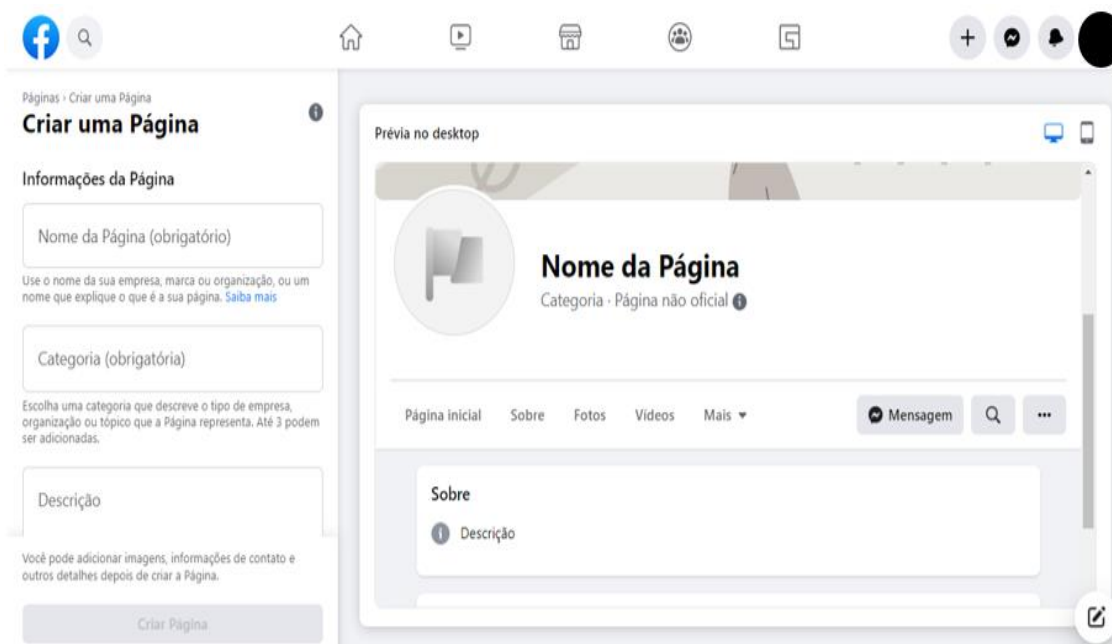 Páginas · Criar uma Página
Criar uma Página
Informações da Página
Nome da Página (obrigatório)
Use o nome da sua empresa, marca ou organização, ou um
nome que explique o que é a sua página. Saiba mais
Categoria (obrigatória)
Escolha uma categoria que descreve o tipo de empresa,
organização ou tópico que a Página representa. Até 3 podem
ser adicionadas.
Descrição
Você pode adicionar imagens, informações de contato e
outros detalhes depois de criar a Página.
Criar Página
Prévia no desktop
Nome da Página
Categoria · Página não oficial
Página inicial Sobre Fotos Vídeos Mais
Mensagem
Sobre
Descrição